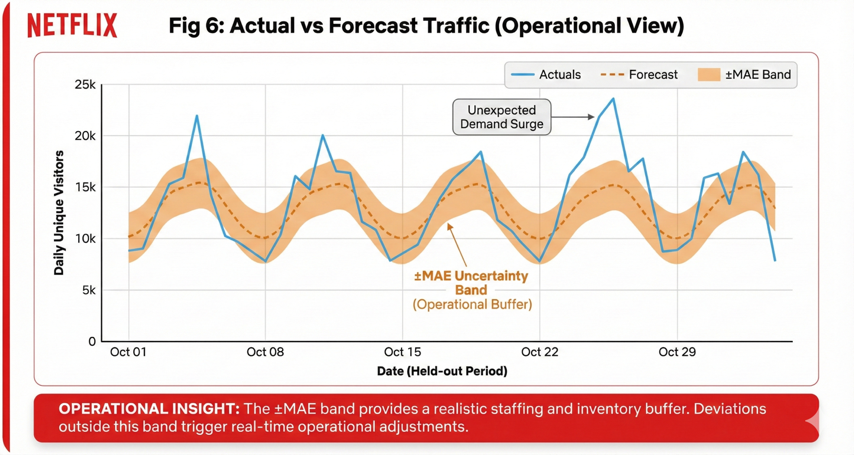 NETFLIX
Fig 6: Actual vs Forecast Traffic (Operational View)
Actuals
Forecast
±MAE Band
25k
20k
15k
10k
5k
0
Daily Unique Visitors
Unexpected
Demand Surge
±MAE Uncertainty
Band
(Operational Buffer)
Oct 01
Oct 08
Oct 15
Oct 22
Oct 29
Date (Held-out Period)
OPERATIONAL INSIGHT: The ±MAE band provides a realistic staffing and inventory buffer. Deviations
outside this band trigger real-time operational adjustments.